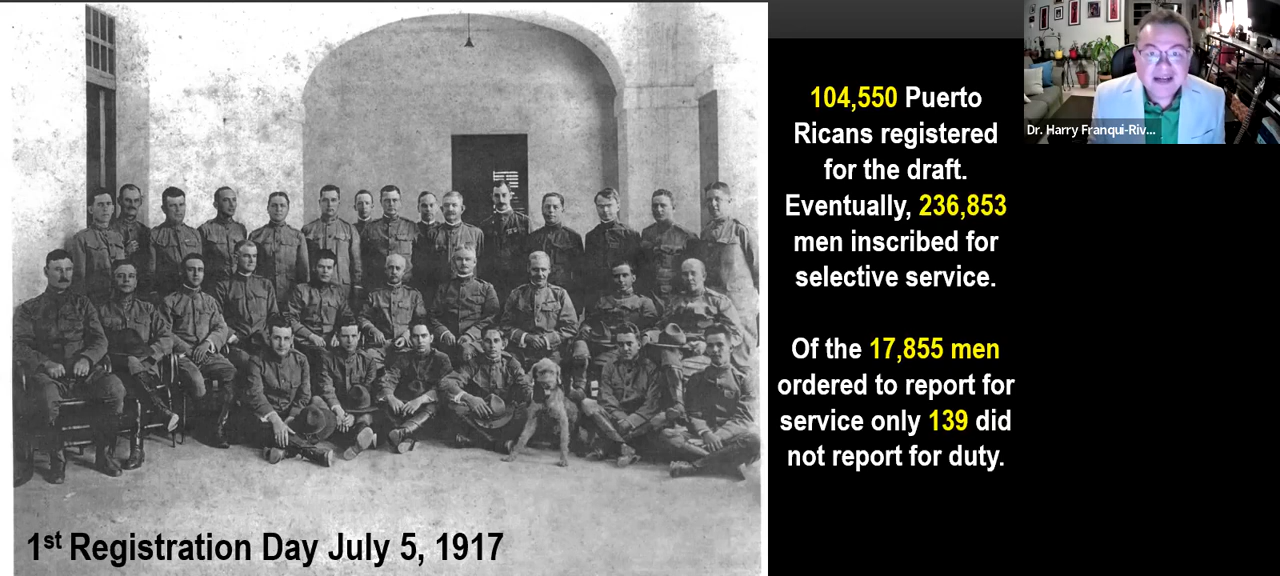 104,550 Puerto
Ricans registered
for the draft.
Eventually, 236,853
men inscribed for
selective service.
Of the 17,855 men
ordered to report for
service only 139 did
not report for duty.
Dr. Harry Franqui-Riv...
1st Registration Day July 5, 1917